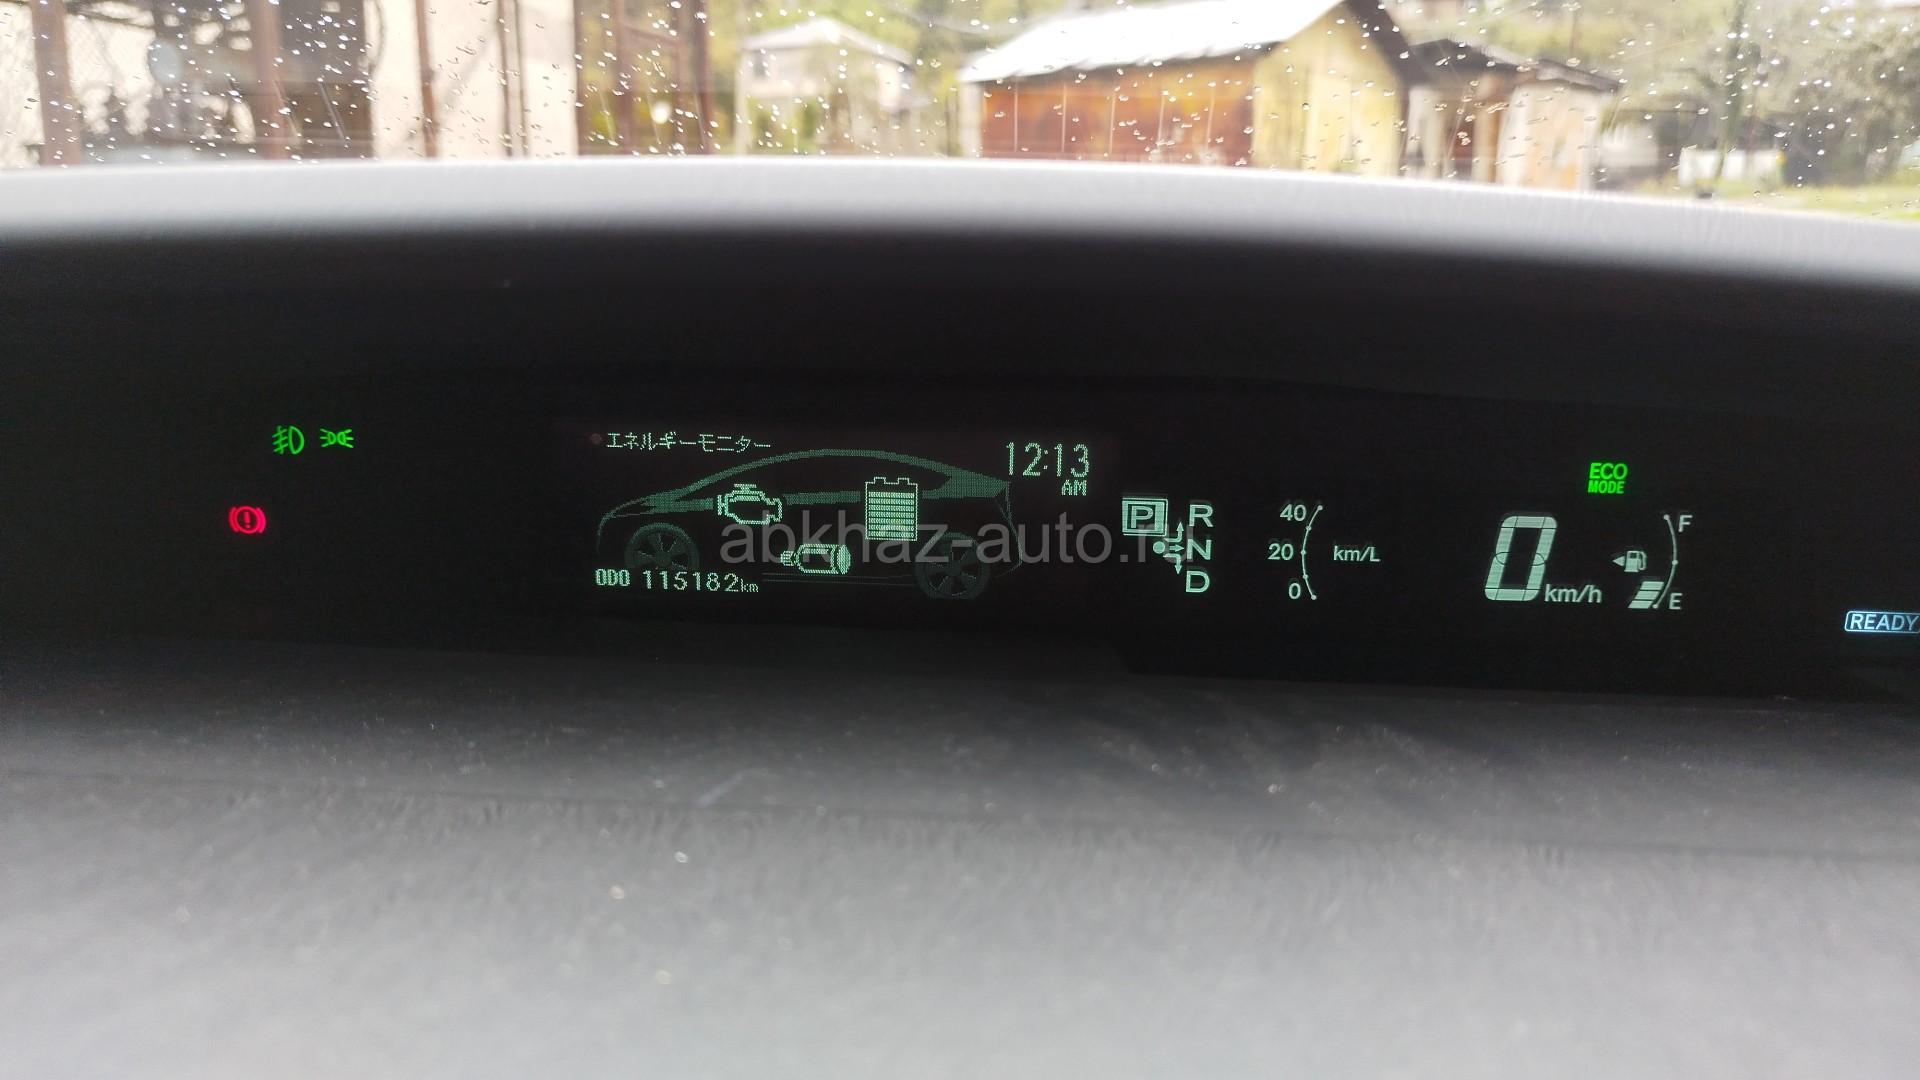 エネルギーモニター
12:13
AM
ODO 115182km
P
R
N
D
40
20
0
km/L
ECO
MODE
0 km/h
F
E
READY
abkhaz-auto.ru